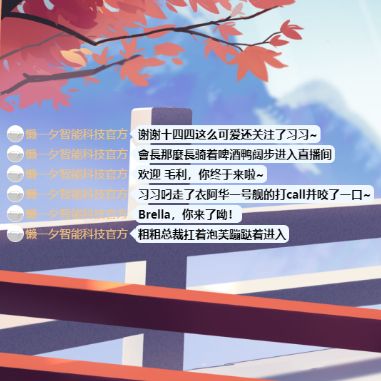 懒一夕智能科技官方 谢谢十四四这么可爱还关注了习习~
懒一夕智能科技官方 會長那麼長骑着啤酒鸭阔步进入直播间
懒一夕智能科技官方 欢迎 毛利，你终于来啦~
懒一夕智能科技官方 习习叼走了衣阿华一号舰的打call并咬了一口~
懒一夕智能科技官方 Brella，你来了呦！
懒一夕智能科技官方 粗粗总裁扛着泡芙蹦跶着进入